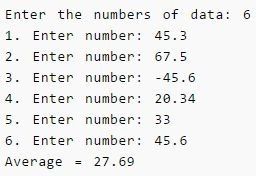 Enter the numbers of data: 6
1. Enter number: 45.3
2. Enter number: 67.5
3. Enter number: -45.6
4. Enter number: 20.34
5. Enter number: 33
6. Enter number: 45.6
Average = 27.69